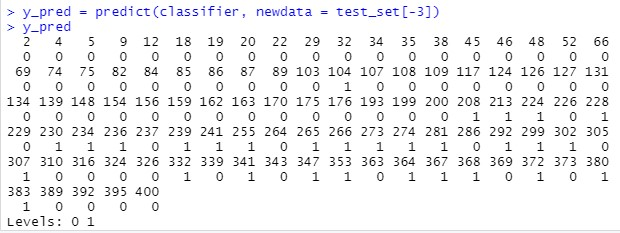 > y_pred = predict(classifier, newdata = test_set[-3])
> y_pred
  2   4   5   9  12  18  19  20  22  29  32  34  35  38  45  46  48  52  66
  0   0   0   0   0   0   0   0   0   0   0   0   0   0   0   0   0   0   0
 69  74  75  82  84  85  86  87  89 103 104 107 108 109 117 124 126 127 131
  0   0   0   0   0   0   0   0   0   0   1   0   0   0   0   0   0   0   0
134 139 148 154 156 159 162 163 170 175 176 193 199 200 208 213 224 226 228
  0   0   0   0   0   0   0   0   0   0   0   0   0   0   1   1   1   0   1
229 230 234 236 237 239 241 255 264 265 266 273 274 281 286 292 299 302 305
  0   1   1   1   0   1   1   1   0   1   1   1   1   1   0   1   1   1   0
307 310 316 324 326 332 339 341 343 347 353 363 364 367 368 369 372 373 380
  1   0   0   0   0   1   0   1   0   1   1   0   1   1   1   0   1   0   1
383 389 392 395 400
  1   0   0   0   0
Levels: 0 1